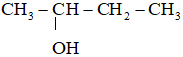 CH₃ – CH – CH₂ – CH₃
OH